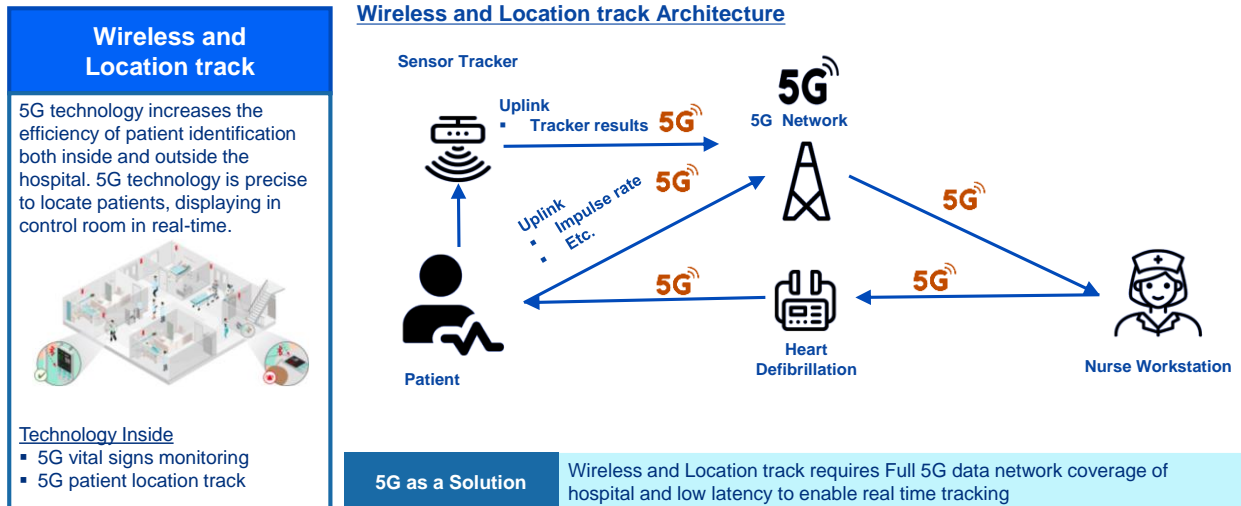 Wireless and
Location track
5G technology increases the
efficiency of patient identification
both inside and outside the
hospital. 5G technology is precise
to locate patients, displaying in
control room in real-time.
Technology Inside
▪ 5G vital signs monitoring
▪ 5G patient location track
Wireless and Location track Architecture
Sensor Tracker
Uplink
▪ Tracker results
5G
5G
5G Network
Uplink
▪ Impulse rate
▪ Etc.
5G
5G
5G
5G
Patient
Heart
Defibrillation
Nurse Workstation
5G as a Solution
Wireless and Location track requires Full 5G data network coverage of
hospital and low latency to enable real time tracking